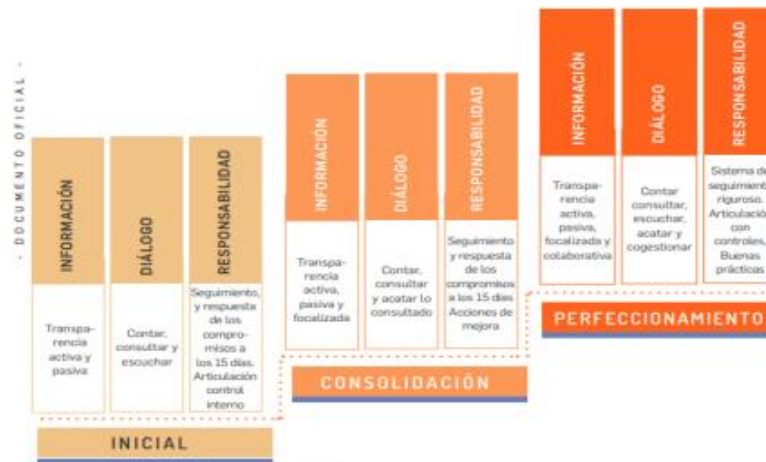 - DOCUMENTO OFICIAL -
INFORMACIÓN
Transpa-
rencia
activa y
pasiva
DIÁLOGO
Contar,
consultar y
escuchar
RESPONSABILIDAD
Seguimiento,
y respuesta
de los
compro-
misos a
los 15 días.
Articulación
control
interno
INICIAL
INFORMACIÓN
Transpa-
rencia
activa,
pasiva y
focalizada
DIÁLOGO
Contar,
consultar
y acatar lo
consultado
RESPONSABILIDAD
Seguimiento
y respuesta
de los
compromisos
a los 15 días
Acciones de
mejora
CONSOLIDACIÓN
INFORMACIÓN
Transpa-
rencia
activa,
pasiva,
focalizada y
colaborativa
DIÁLOGO
Contar
consultar,
escuchar,
acatar y
cogestionar
RESPONSABILIDAD
Sistema de
seguimiento
riguroso.
Articulación
con
controles,
Buenas
prácticas
PERFECCIONAMIENTO